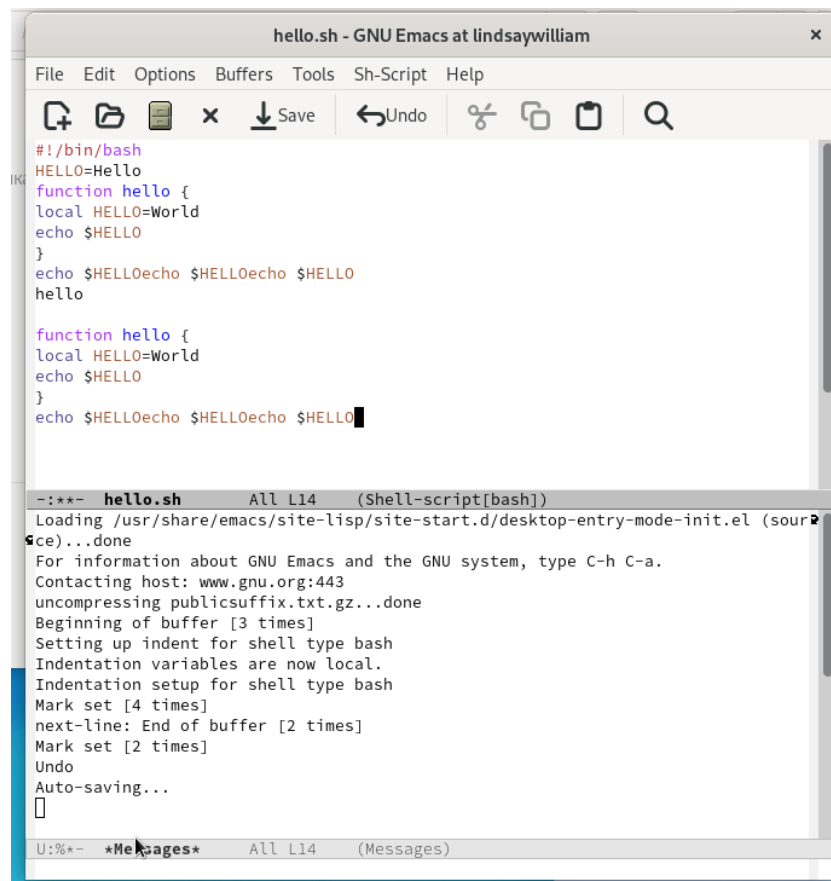 hello.sh - GNU Emacs at lindsaywilliam
File Edit Options Buffers Tools Sh-Script Help
Save Undo
#!/bin/bash
HELLO=Hello
function hello {
local HELLO=World
echo $HELLO
}
echo $HELLOecho $HELLOecho $HELLO
hello
function hello {
local HELLO=World
echo $HELLO
}
echo $HELLOecho $HELLOecho $HELLO
-:**- hello.sh All L14 (Shell-script[bash])
Loading /usr/share/emacs/site-lisp/site-start.d/desktop-entry-mode-init.el (sour
ce)...done
For information about GNU Emacs and the GNU system, type C-h C-a.
Contacting host: www.gnu.org:443
uncompressing publicsuffix.txt.gz...done
Beginning of buffer [3 times]
Setting up indent for shell type bash
Indentation variables are now local.
Indentation setup for shell type bash
Mark set [4 times]
next-line: End of buffer [2 times]
Mark set [2 times]
Undo
Auto-saving...
U:%*- *Messages* All L14 (Messages)